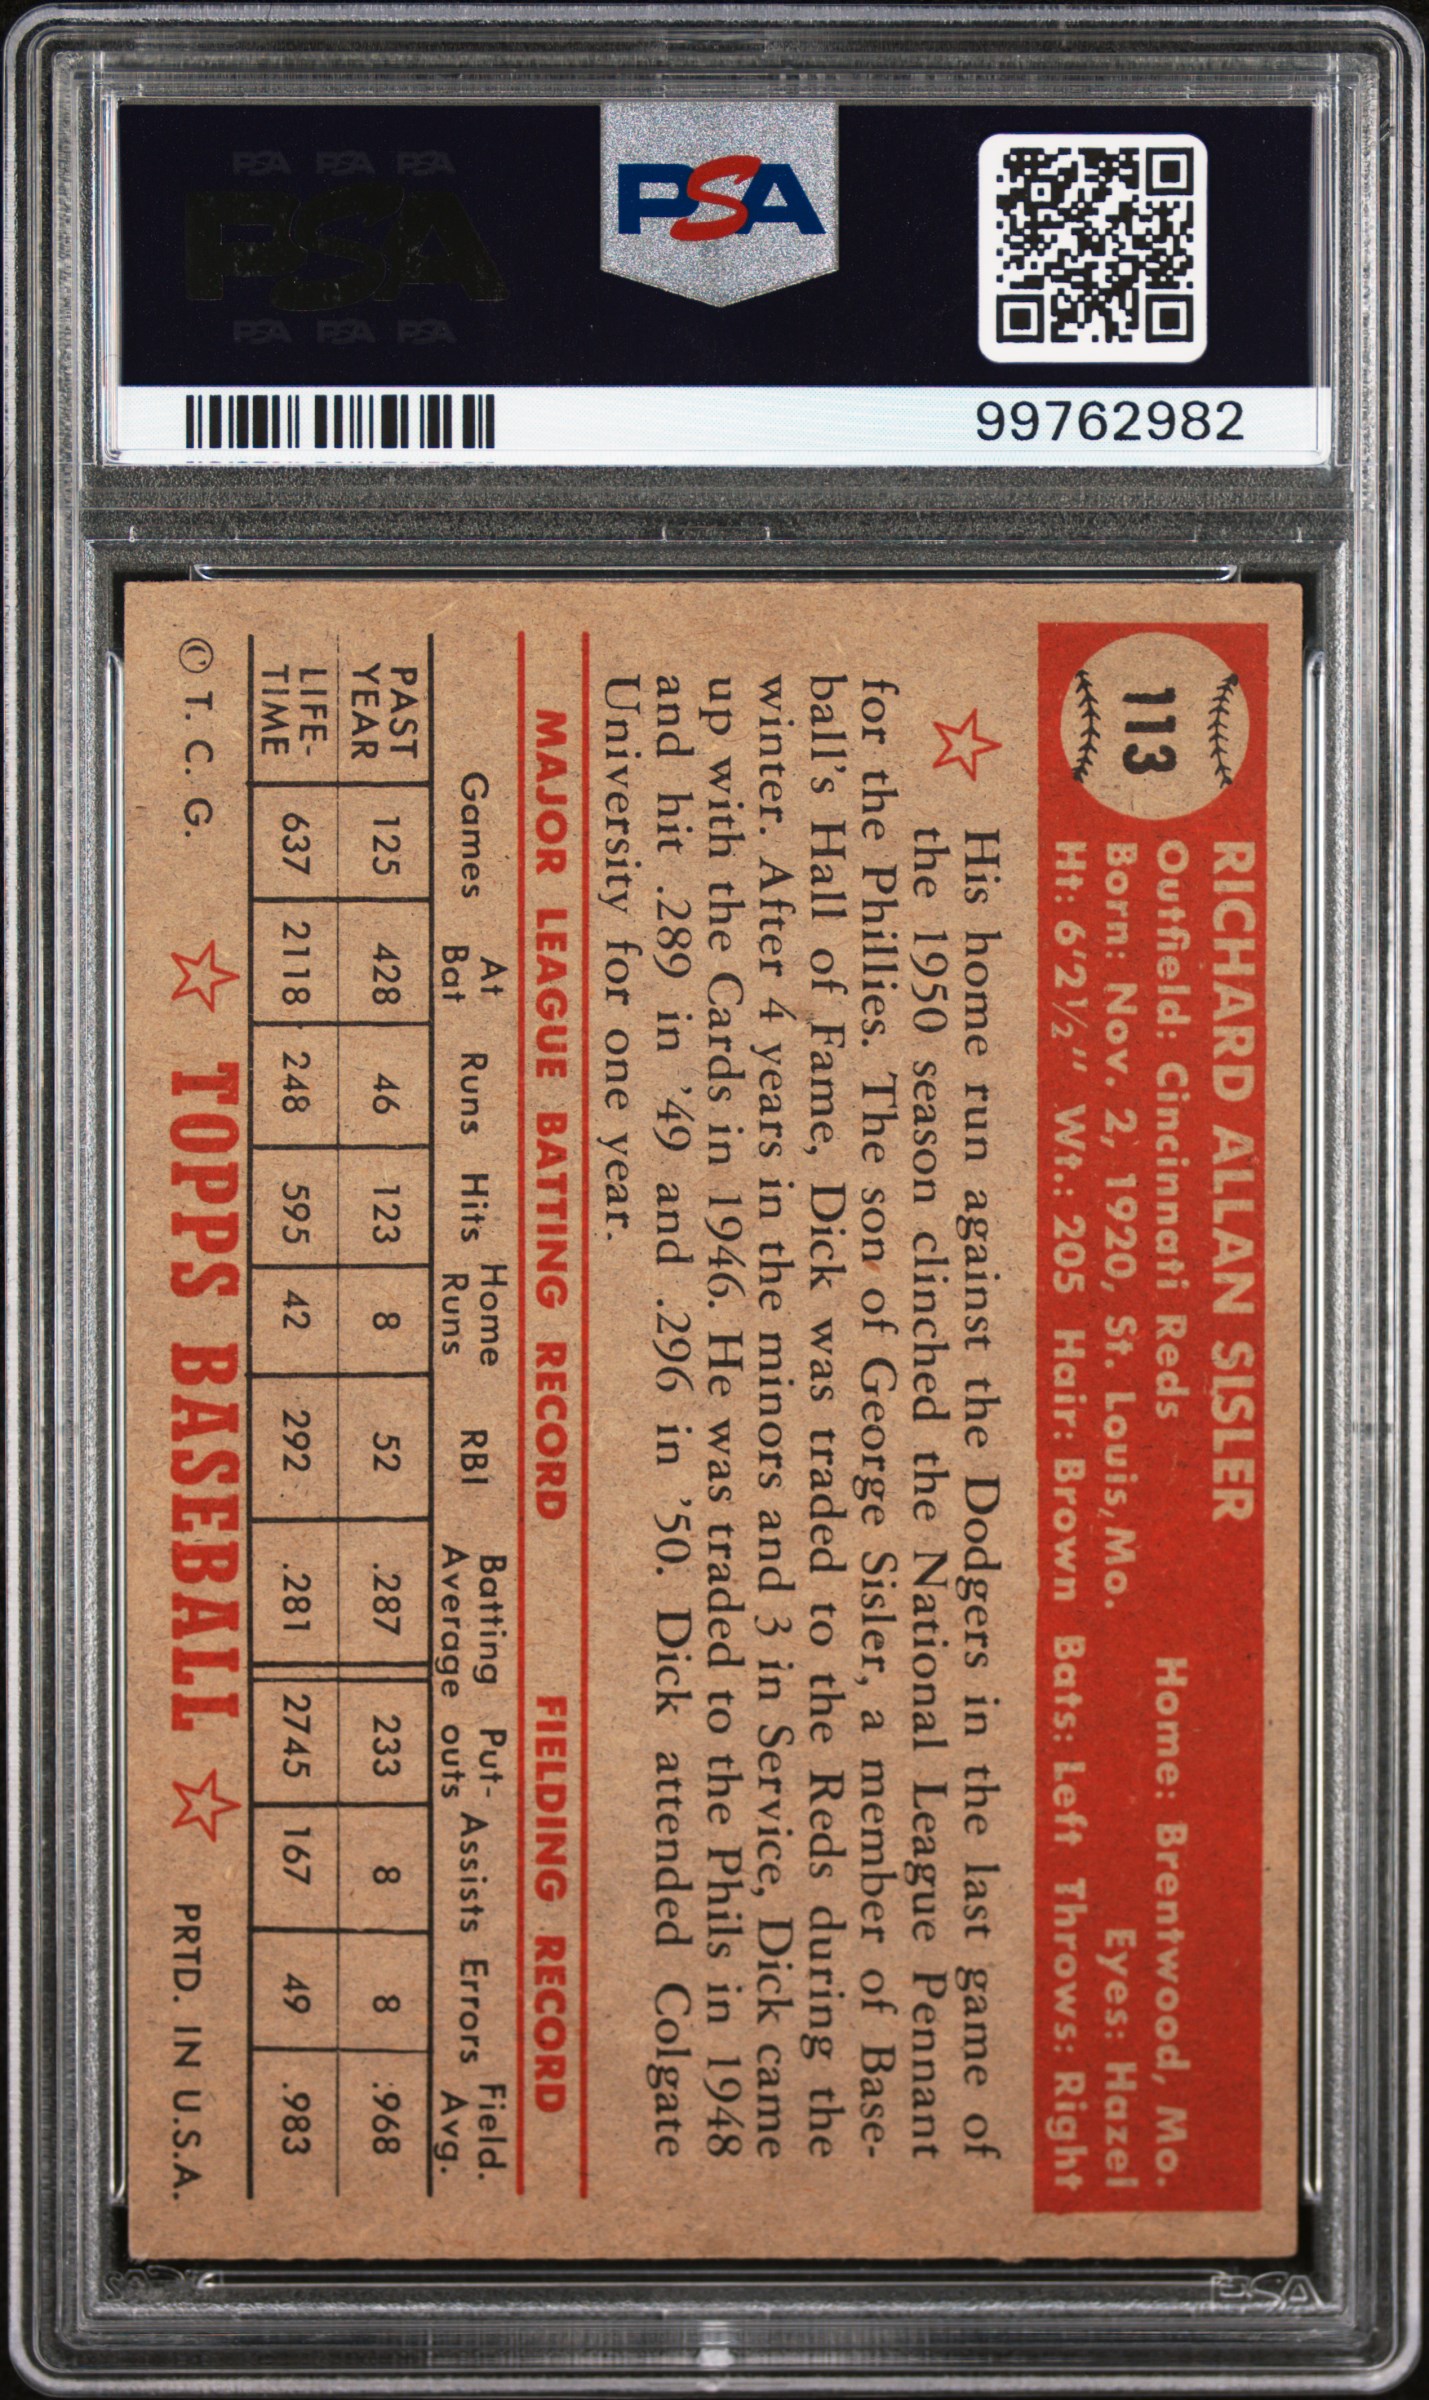 PSA PSA PSA
PSA
PSA PSA PSA
PSA
99762982
113
RICHARD ALLAN SISLER
Outfield: Cincinnati Reds Home: Brentwood, Mo.
Born: Nov. 2, 1920, St. Louis, Mo. Eyes: Hazel
Ht: 6'2½" Wt.: 205 Hair: Brown Bats: Left Throws: Right
His home run against the Dodgers in the last game of
the 1950 season clinched the National League Pennant
for the Phillies. The son of George Sisler, a member of Base-
ball's Hall of Fame, Dick was traded to the Reds during the
winter. After 4 years in the minors and 3 in Service, Dick came
up with the Cards in 1946. He was traded to the Phils in 1948
and hit .289 in '49 and .296 in '50. Dick attended Colgate
University for one year.
MAJOR LEAGUE BATTING RECORD FIELDING RECORD
Games At Bat Runs Hits Home Runs RBI Batting Average Put-outs Assists Errors Field. Avg.
PAST YEAR 125 428 46 123 8 52 .287 233 8 8 .968
LIFE-TIME 637 2118 248 595 42 292 .281 2745 167 49 .983
© T. C. G. ☆ TOPPS BASEBALL ☆ PRTD. IN U.S.A.
PSA